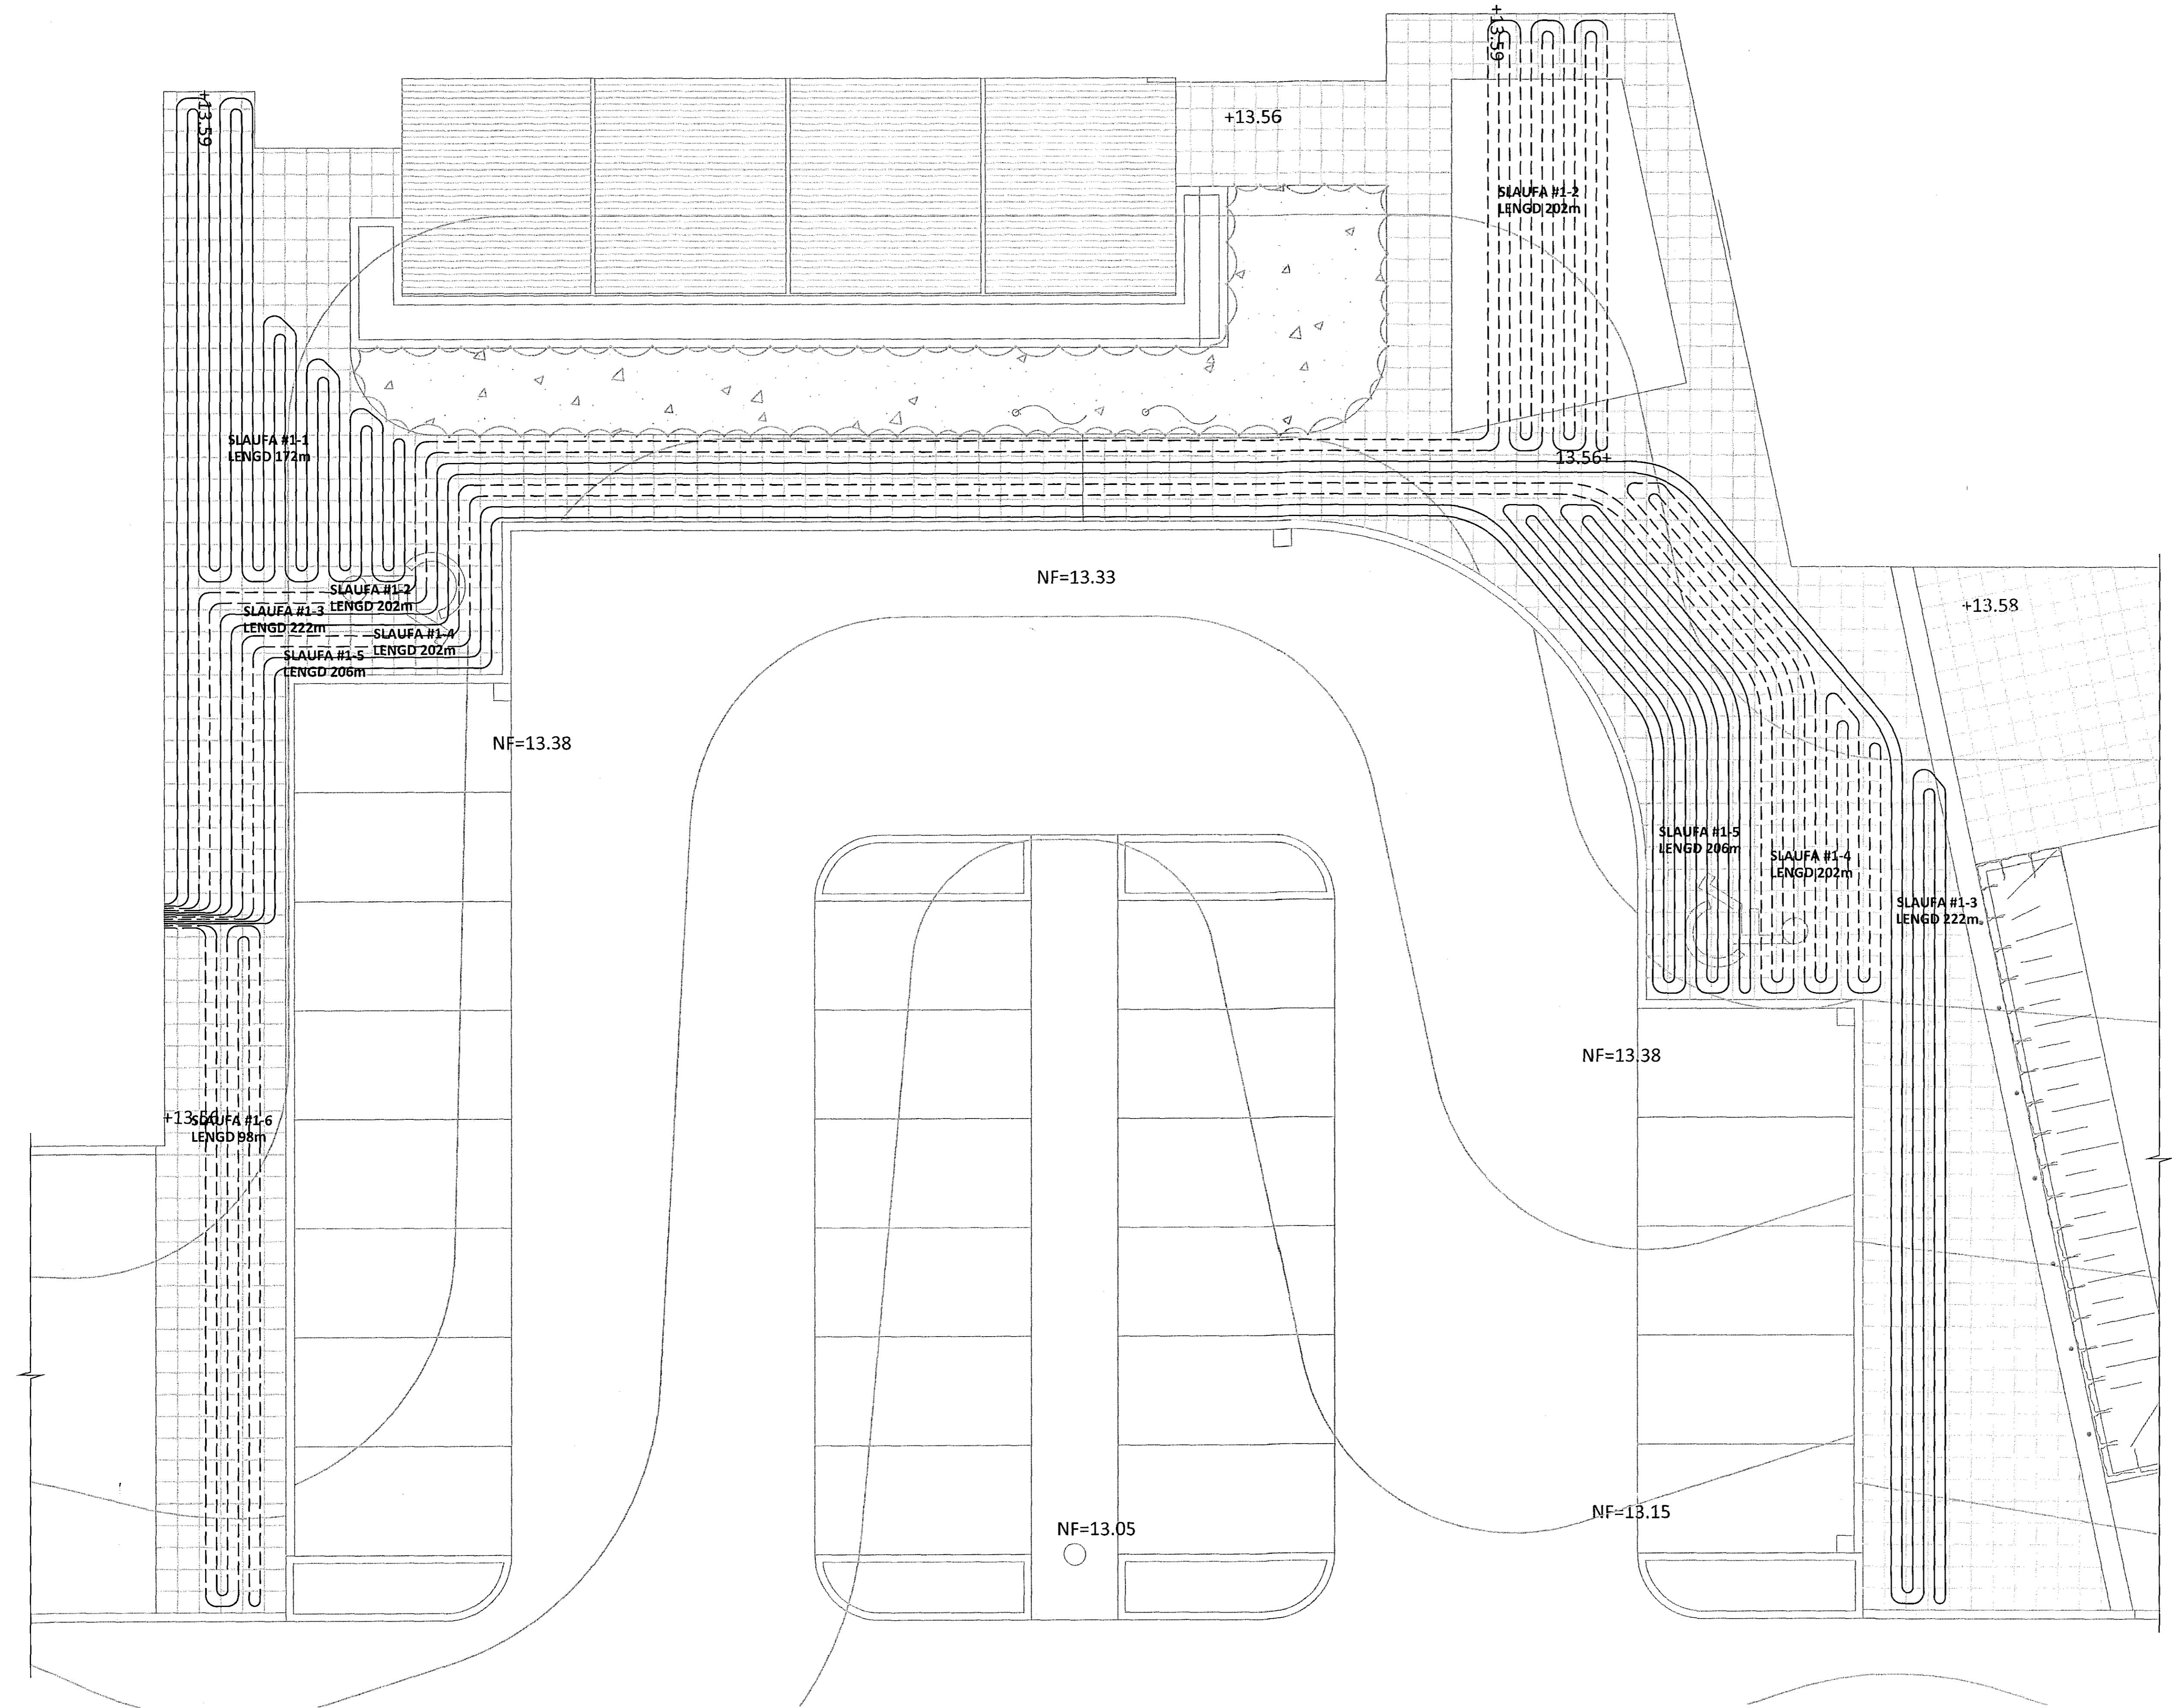 +13.59
+13.59
+13.56
SLAUFA #1-2
LENGD 202m
SLAUFA #1-1
LENGD 172m
13.56+
NF=13.33
SLAUFA #1-2
LENGD 202m
SLAUFA #1-3
LENGD 222m
SLAUFA #1-4
LENGD 202m
SLAUFA #1-5
LENGD 206m
+13.58
NF=13.38
SLAUFA #1-5
LENGD 206m
SLAUFA #1-4
LENGD 202m
SLAUFA #1-3
LENGD 222m
NF=13.38
+13.56
SLAUFA #1-6
LENGD 98m
NF=13.15
NF=13.05